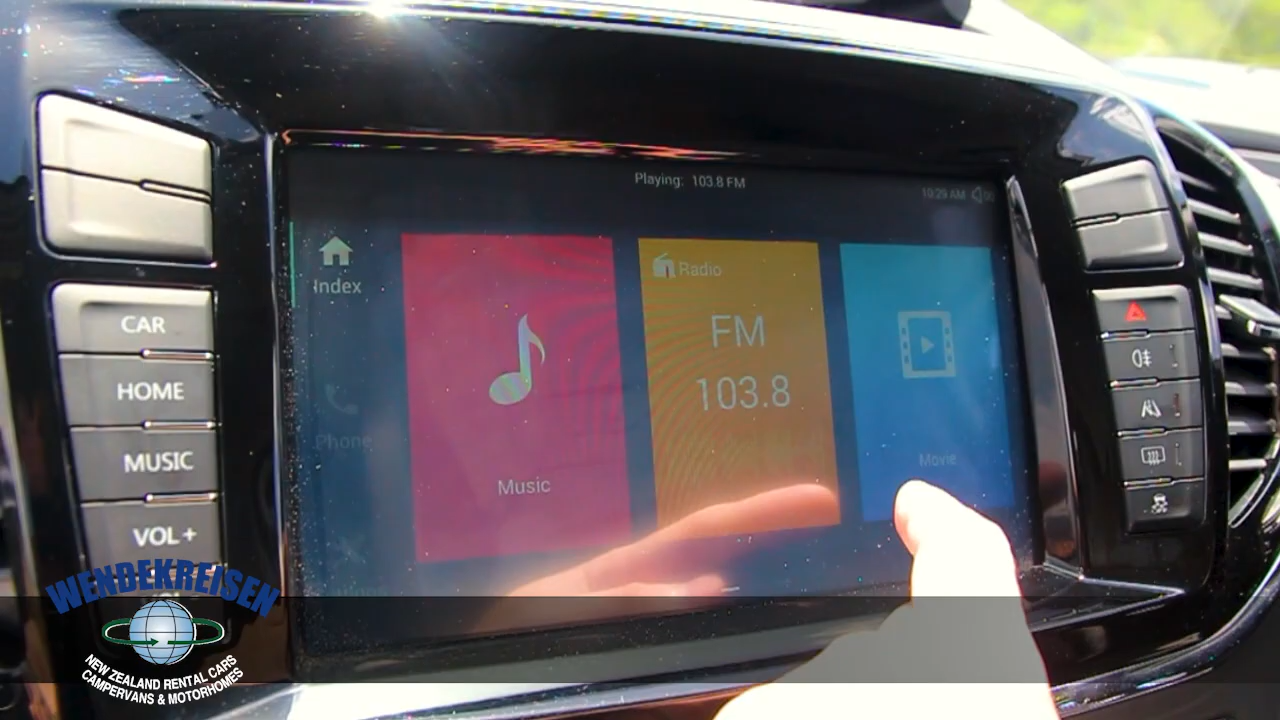 Playing: 103.8 FM
10:29 AM
Index
Phone
Music
Radio
FM
103.8
Movie
CAR
HOME
MUSIC
VOL+
WENDEKREISEN
NEW ZEALAND RENTAL CARS
CAMPERVANS & MOTORHOMES